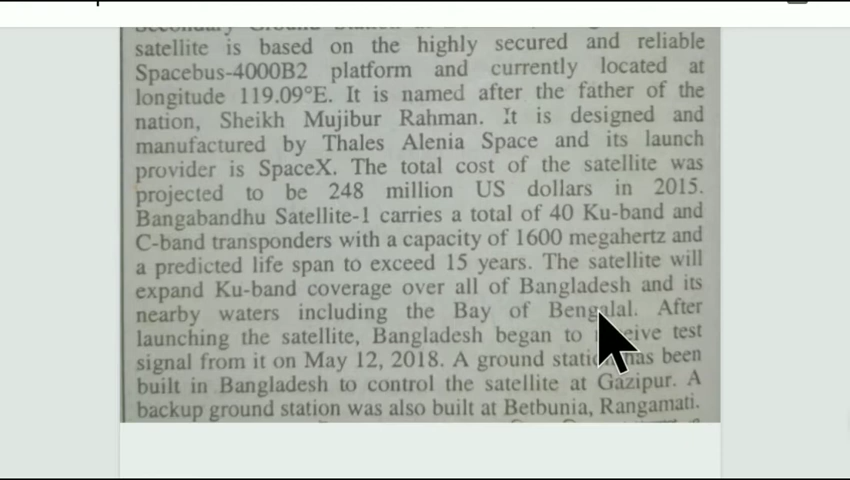 satellite is based on the highly secured and reliable
Spacebus-4000B2 platform and currently located at
longitude 119.09°E. It is named after the father of the
nation, Sheikh Mujibur Rahman. It is designed and
manufactured by Thales Alenia Space and its launch
provider is SpaceX. The total cost of the satellite was
projected to be 248 million US dollars in 2015.
Bangabandhu Satellite-1 carries a total of 40 Ku-band and
C-band transponders with a capacity of 1600 megahertz and
a predicted life span to exceed 15 years. The satellite will
expand Ku-band coverage over all of Bangladesh and its
nearby waters including the Bay of Bengalal. After
launching the satellite, Bangladesh began to test
signal from it on May 12, 2018. A ground has been
built in Bangladesh to control the satellite at Gazipur. A
backup ground station was also built at Betbunia, Rangamati.